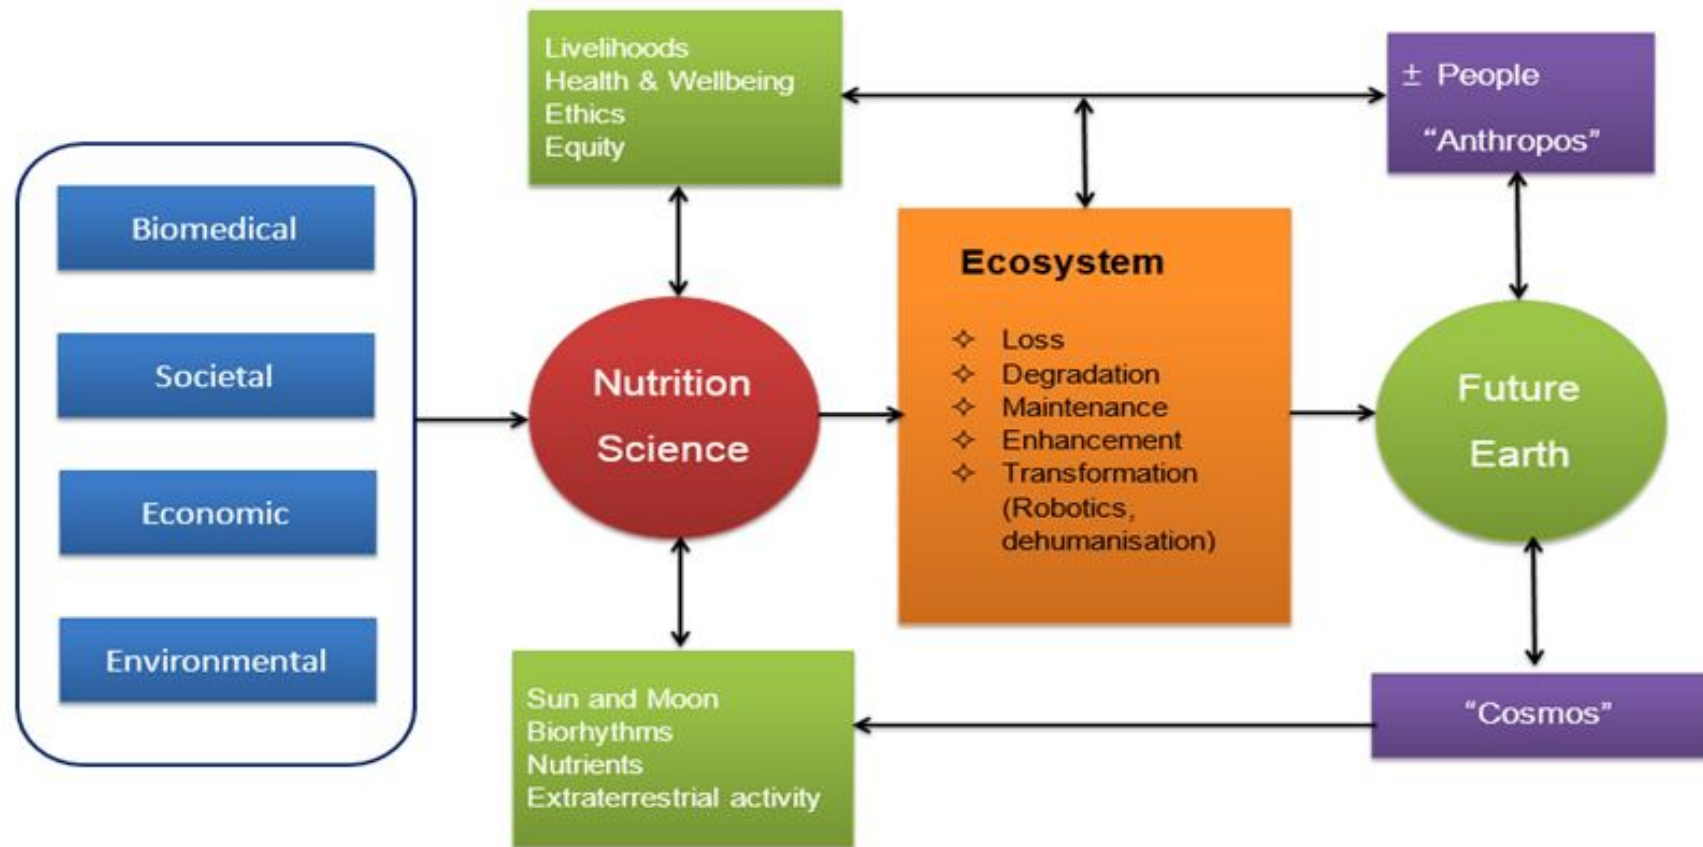 Biomedical
Societal
Economic
Environmental
Livelihoods
Health & Wellbeing
Ethics
Equity
Nutrition
Science
Sun and Moon
Biorhythms
Nutrients
Extraterrestrial activity
Ecosystem
Loss
Degradation
Maintenance
Enhancement
Transformation
(Robotics,
dehumanisation)
± People
“Anthropos”
Future
Earth
“Cosmos”